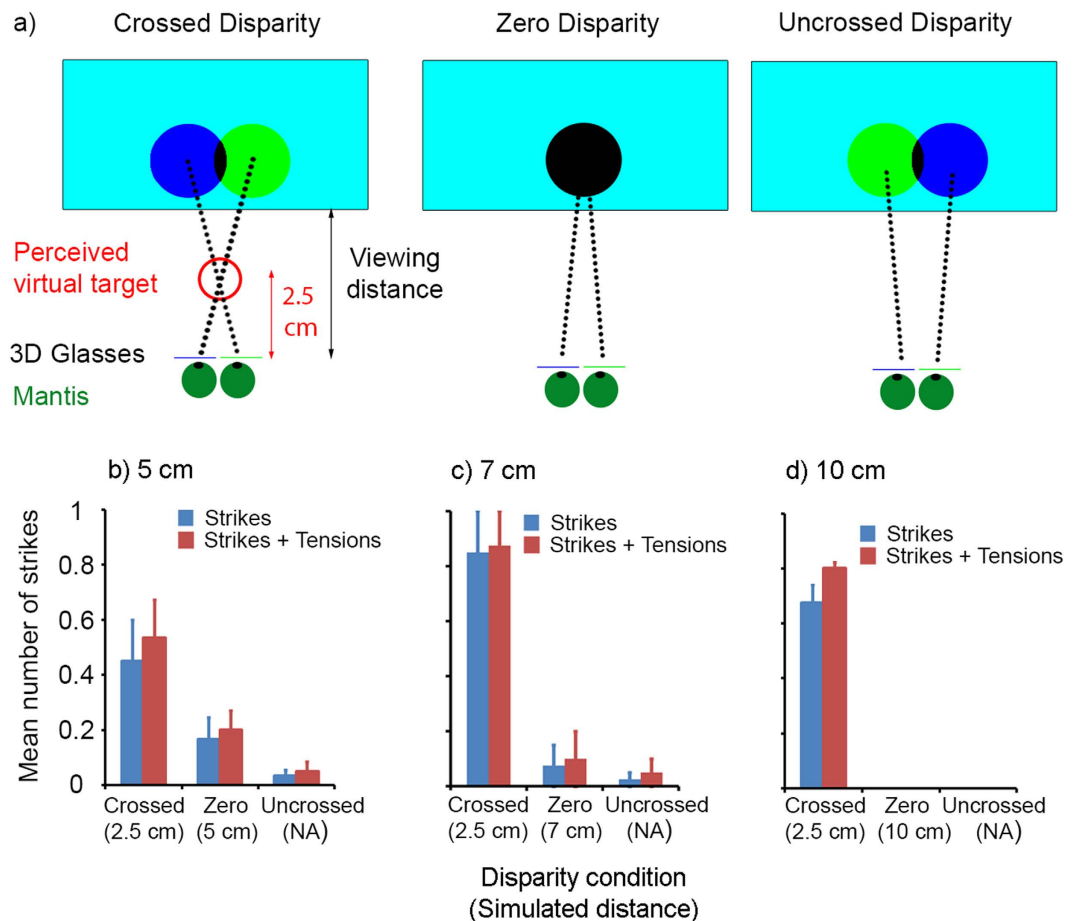 a)
Crossed Disparity
Zero Disparity
Uncrossed Disparity
Perceived
virtual target
2.5
cm
Viewing
distance
3D Glasses
Mantis
b) 5 cm
c) 7 cm
d) 10 cm
Mean number of strikes
1
0.8
0.6
0.4
0.2
0
Strikes
Strikes + Tensions
Crossed Zero Uncrossed
(2.5 cm) (5 cm) (NA)
Strikes
Strikes + Tensions
Crossed Zero Uncrossed
(2.5 cm) (7 cm) (NA)
Strikes
Strikes + Tensions
Crossed Zero Uncrossed
(2.5 cm) (10 cm) (NA)
Disparity condition
(Simulated distance)